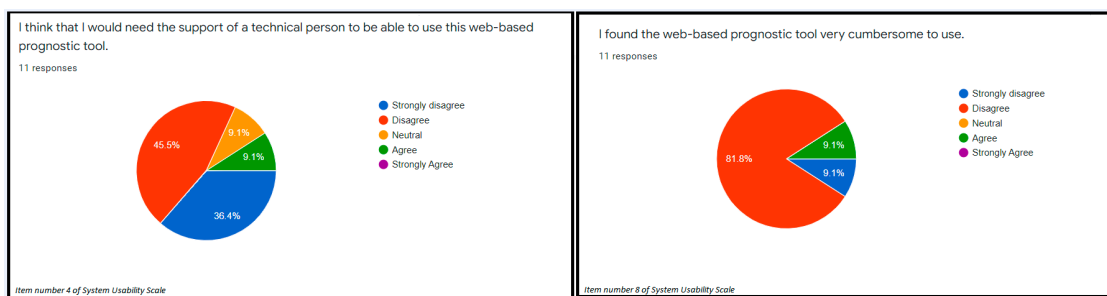 I think that I would need the support of a technical person to be able to use this web-based
prognostic tool.
11 responses
Strongly disagree
Disagree
Neutral
Agree
Strongly Agree
45.5%
9.1%
9.1%
36.4%
Item number 4 of System Usability Scale
I found the web-based prognostic tool very cumbersome to use.
11 responses
Strongly disagree
Disagree
Neutral
Agree
Strongly Agree
81.8%
9.1%
9.1%
Item number 8 of System Usability Scale